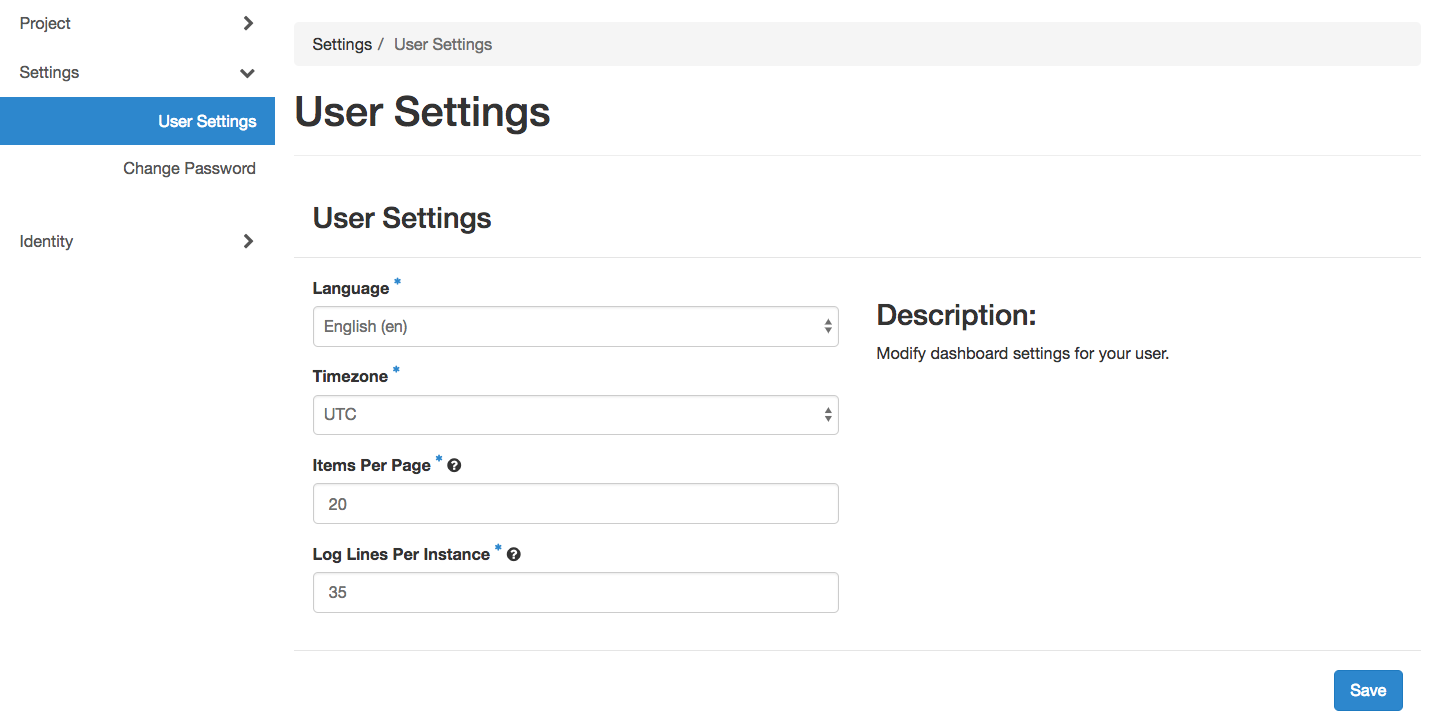 Project
Settings
User Settings
Change Password
Identity
Settings / User Settings
User Settings
User Settings
Language *
English (en)
Timezone *
UTC
Items Per Page *
20
Log Lines Per Instance *
35
Description:
Modify dashboard settings for your user.
Save